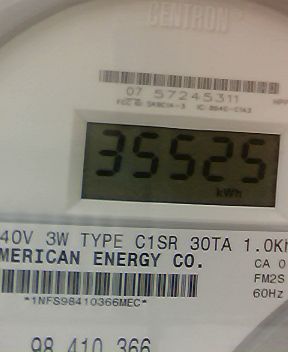 CENTRON
07 57245311
35525
kWh
40V 3W TYPE C1SR 30TA 1.0Kh
MERICAN ENERGY CO.
CA 0
FM2S
60Hz
*1NFS98410366MEC*
98 410 366